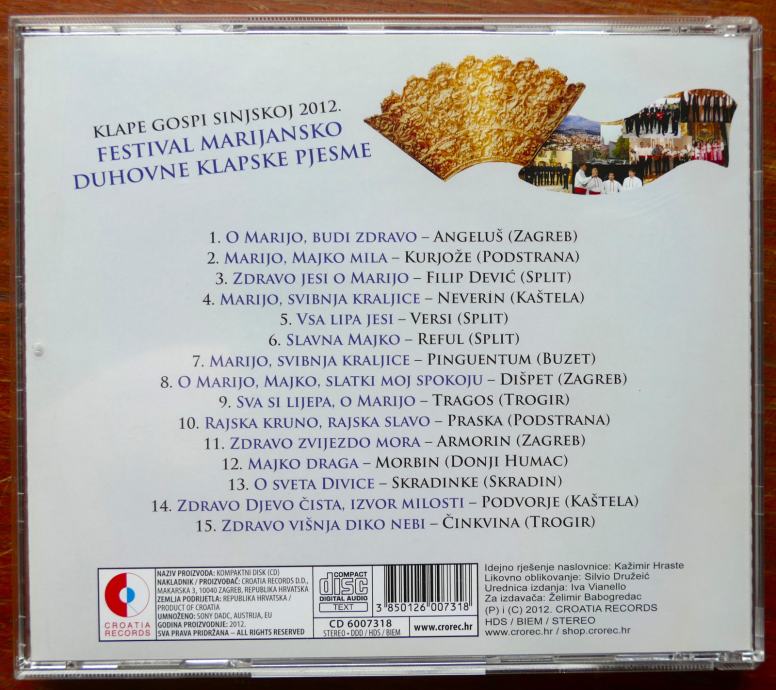 KLAPE GOSPI SINJSKOJ 2012.
FESTIVAL MARIJANSKO
DUHOVNE KLAPSKE PJESME
1. O MARIJO, BUDI ZDRAVO – ANGELUŠ (ZAGREB)
2. MARIJO, MAJKO MILA – KURJOŽE (PODSTRANA)
3. ZDRAVO JESI O MARIJO – FILIP DEVIĆ (SPLIT)
4. MARIJO, SVIBNJA KRALJICE – NEVERIN (KAŠTELA)
5. VSA LIPA JESI – VERSI (SPLIT)
6. SLAVNA MAJKO – REFUL (SPLIT)
7. MARIJO, SVIBNJA KRALJICE – PINGUENTUM (BUZET)
8. O MARIJO, MAJKO, SLATKI MOJ SPOKOJU – DIŠPET (ZAGREB)
9. SVA SI LIJEPA, O MARIJO – TRAGOS (TROGIR)
10. RAJSKA KRUNO, RAJSKA SLAVO – PRASKA (PODSTRANA)
11. ZDRAVO ZVIJEZDO MORA – ARMORIN (ZAGREB)
12. MAJKO DRAGA – MORBIN (DONJI HUMAC)
13. O SVETA DIVICE – SKRADINKE (SKRADIN)
14. ZDRAVO DJEVO ČISTA, IZVOR MILOSTI – PODVORJE (KAŠTELA)
15. ZDRAVO VIŠNJA DIKO NEBI – ČINKVINA (TROGIR)
CROATIA
RECORDS
NAZIV PROIZVODA: KOMPAKTNI DISK (CD)
NAKLADNIK / PROIZVOĐAČ: CROATIA RECORDS D.D.,
MAKARSKA 3, 10040 ZAGREB, REPUBLIKA HRVATSKA
ZEMLJA PODRIJETLA: REPUBLIKA HRVATSKA /
PRODUCT OF CROATIA
UMNOŽENO: SONY DADC, AUSTRIJA, EU
GODINA PROIZVODNJE: 2012.
SVA PRAVA PRIDRŽANA – ALL RIGHTS RESERVED
COMPACT
disc
DIGITAL AUDIO
TEXT
3 850126 007318
CD 6007318
STEREO • DDD / HDS / BIEM
www.crorec.hr
Idejno rješenje naslovnice: Kažimir Hraste
Likovno oblikovanje: Silvio Družeić
Urednica izdanja: Iva Vianello
Za izdavača: Želimir Babogredac
(P) i (C) 2012. CROATIA RECORDS
HDS / BIEM / STEREO
www.crorec.hr / shop.crorec.hr